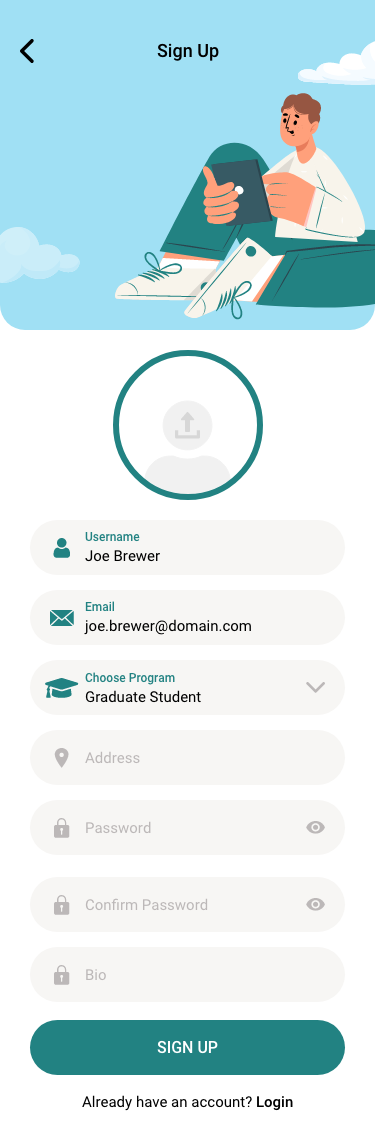 Sign Up
Username
Joe Brewer
Email
joe.brewer@domain.com
Choose Program
Graduate Student
Address
Password
Confirm Password
Bio
SIGN UP
Already have an account? Login